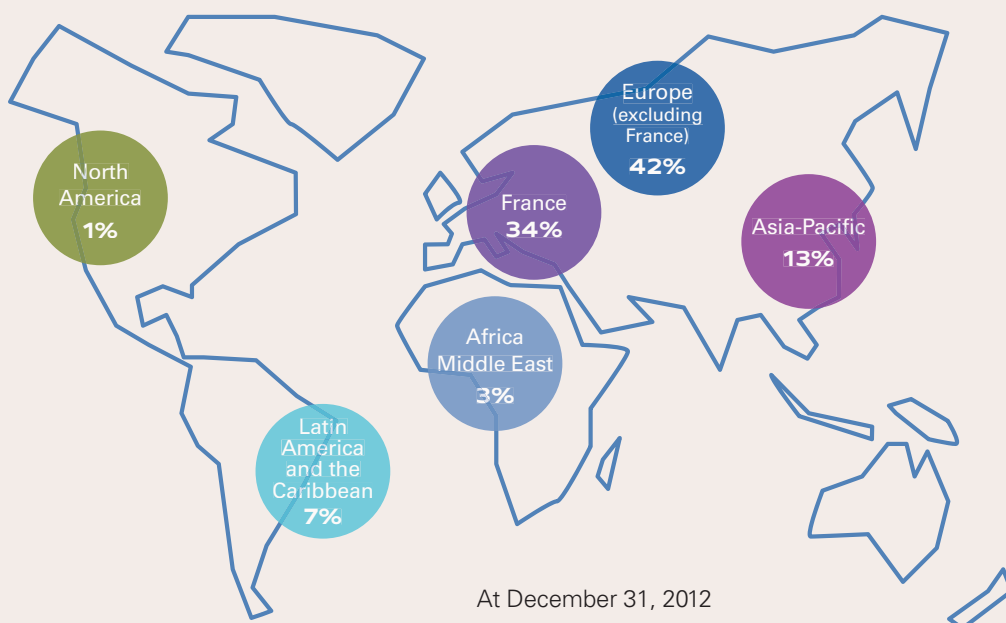 North
America
1%
Europe
(excluding
France)
42%
France
34%
Asia-Pacific
13%
Africa
Middle East
3%
Latin
America
and the
Caribbean
7%
At December 31, 2012